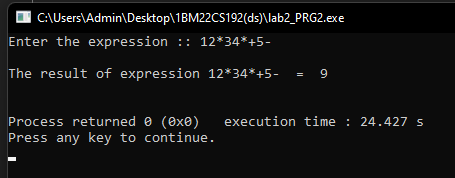 C:\Users\Admin\Desktop\1BM22CS192(ds)\lab2_PRG2.exe
Enter the expression :: 12*34*+5-
The result of expression 12*34*+5-  =  9
Process returned 0 (0x0)   execution time : 24.427 s
Press any key to continue.